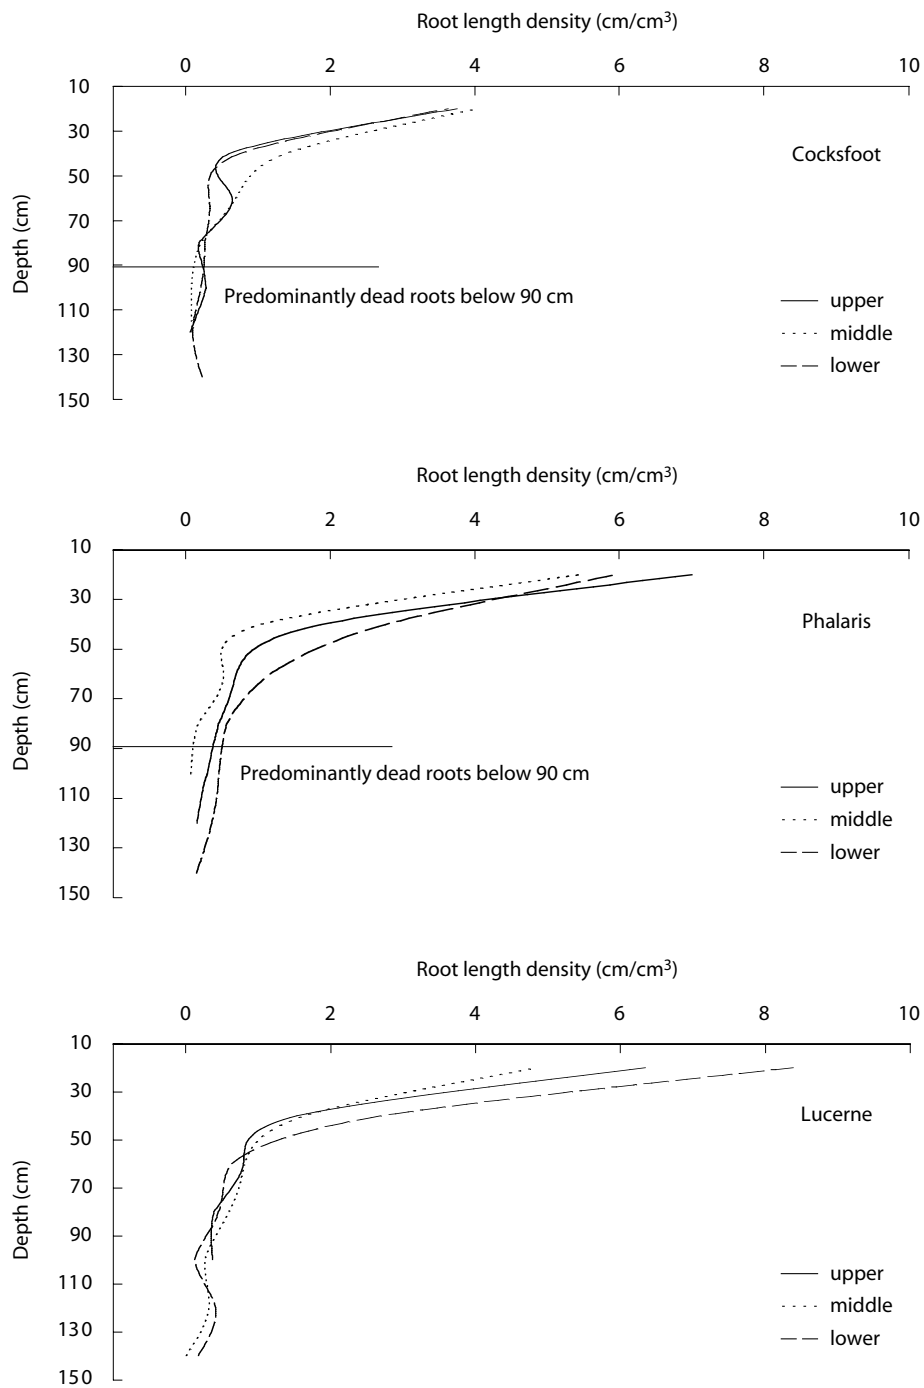 Root length density (cm/cm³)
0 2 4 6 8 10
10
30
50
70
90
110
130
150
Depth (cm)
Cocksfoot
Predominantly dead roots below 90 cm
upper
middle
lower
Root length density (cm/cm³)
0 2 4 6 8 10
10
30
50
70
90
110
130
150
Depth (cm)
Phalaris
Predominantly dead roots below 90 cm
upper
middle
lower
Root length density (cm/cm³)
0 2 4 6 8 10
10
30
50
70
90
110
130
150
Depth (cm)
Lucerne
upper
middle
lower